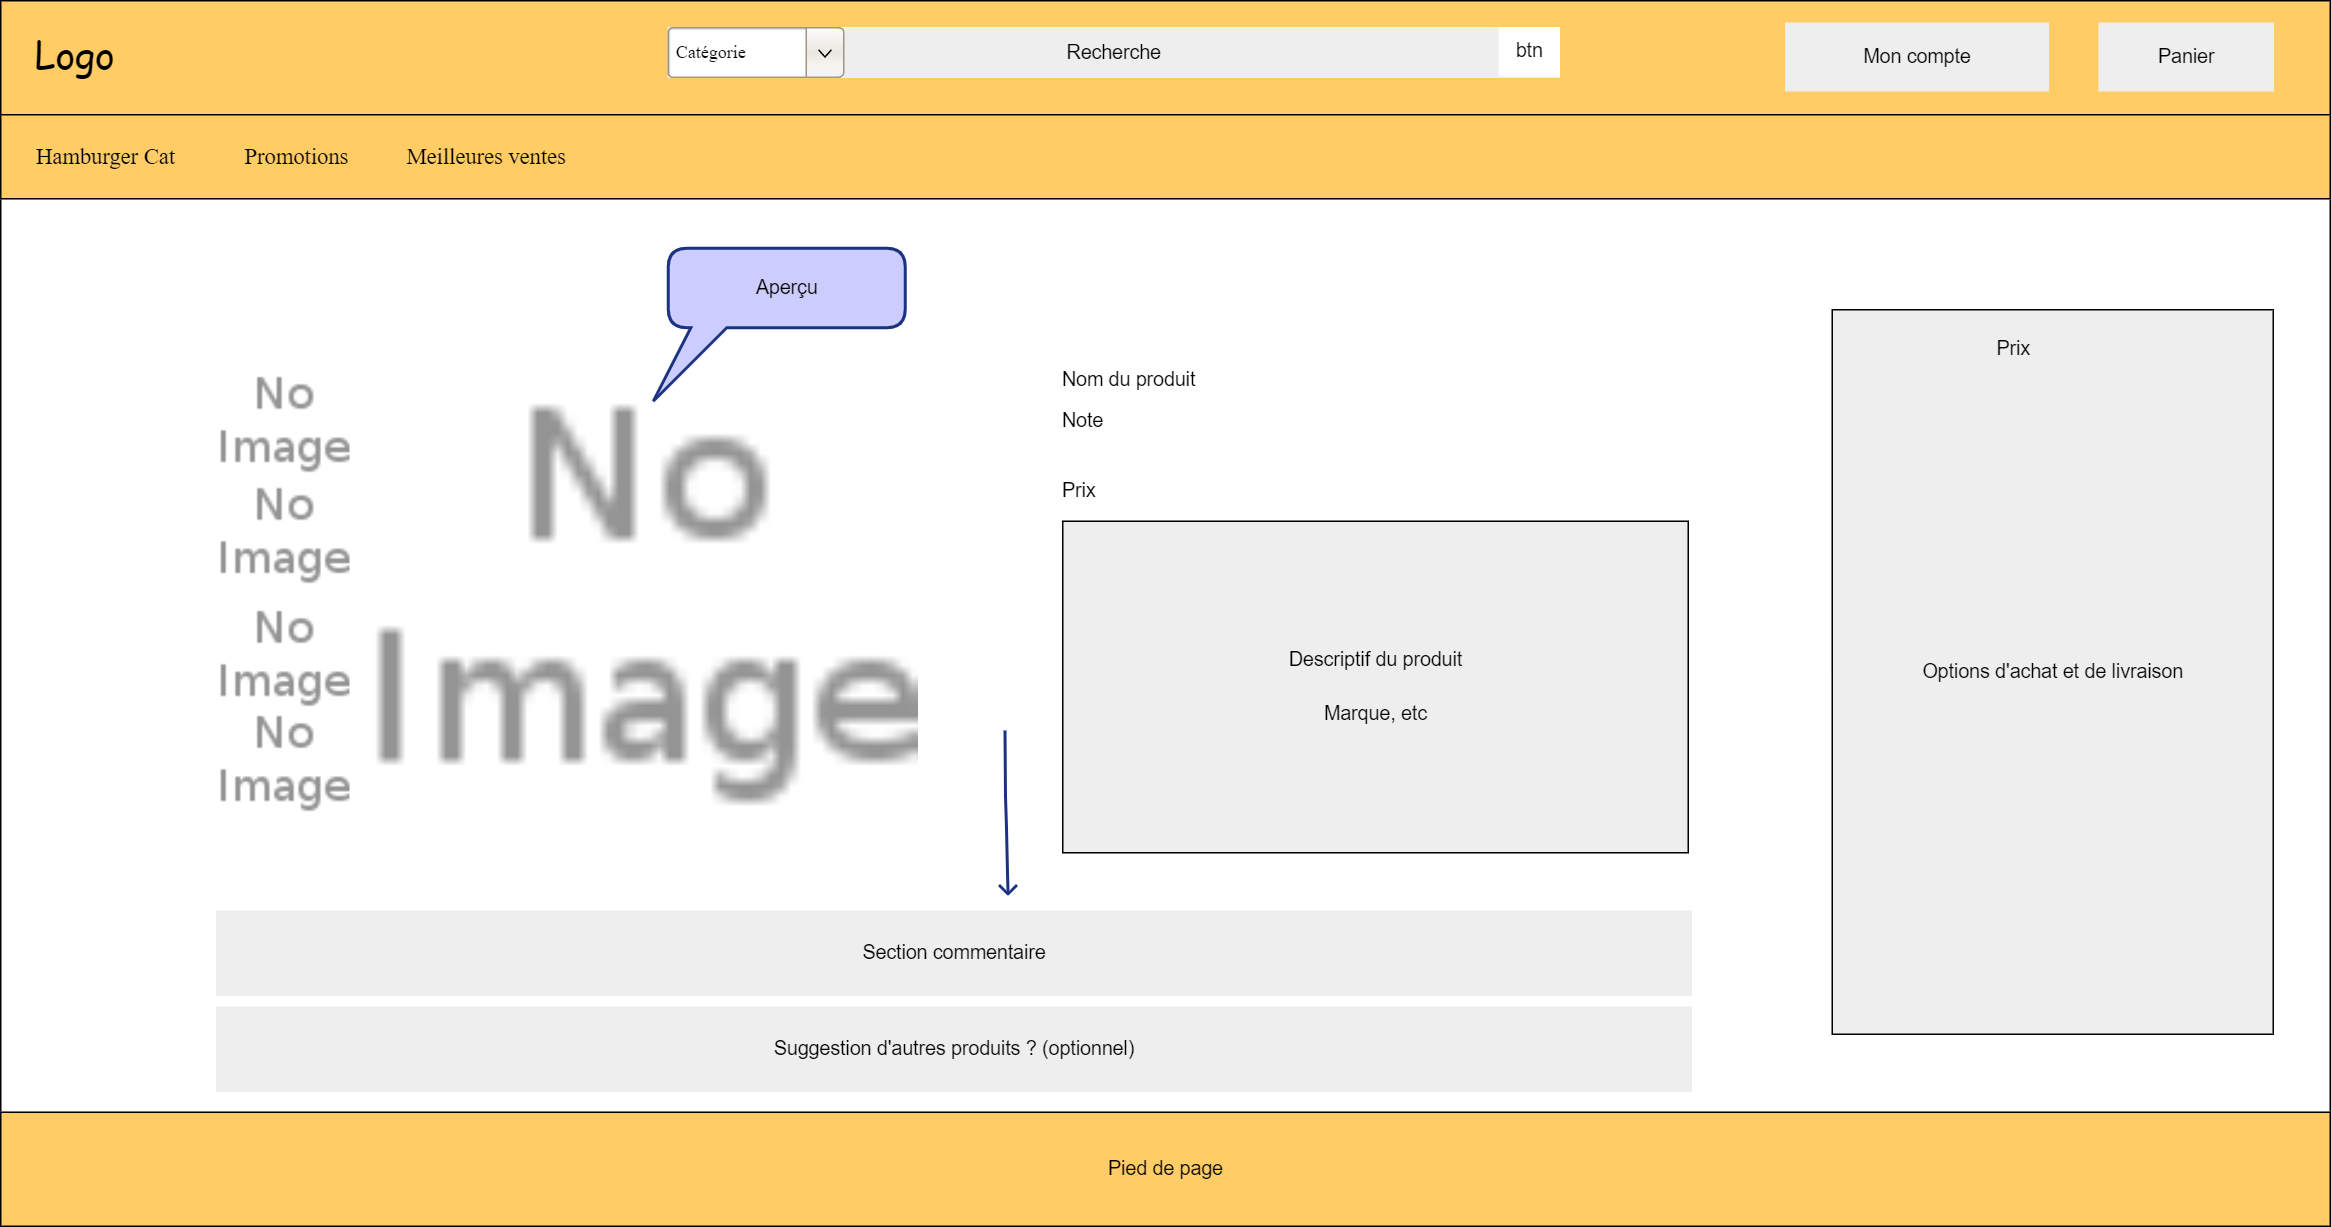 Logo
Catégorie
Recherche
btn
Mon compte
Panier
Hamburger Cat
Promotions
Meilleures ventes
Aperçu
No
Image
No
Image
No
Image
No
Image
No
Image
Nom du produit
Note
Prix
Descriptif du produit
Marque, etc
Prix
Options d'achat et de livraison
Section commentaire
Suggestion d'autres produits ? (optionnel)
Pied de page